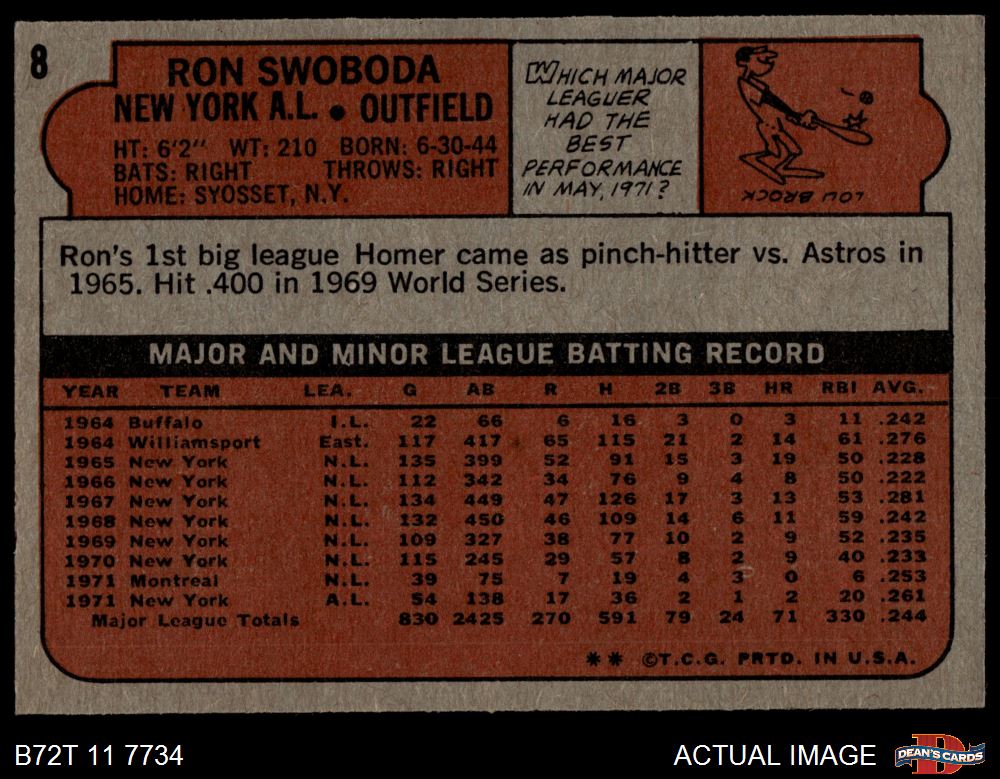 8
RON SWOBODA
NEW YORK A.L. • OUTFIELD
HT: 6'2" WT: 210 BORN: 6-30-44
BATS: RIGHT THROWS: RIGHT
HOME: SYOSSET, N.Y.
WHICH MAJOR
LEAGUER
HAD THE
BEST
PERFORMANCE
IN MAY, 1971?
LOU BROCK
Ron's 1st big league Homer came as pinch-hitter vs. Astros in
1965. Hit .400 in 1969 World Series.
MAJOR AND MINOR LEAGUE BATTING RECORD
YEAR TEAM LEA. G AB R H 2B 3B HR RBI AVG.
1964 Buffalo I.L. 22 66 6 16 3 0 3 11 .242
1964 Williamsport East. 117 417 65 115 21 2 14 61 .276
1965 New York N.L. 135 399 52 91 15 3 19 50 .228
1966 New York N.L. 112 342 34 76 9 4 8 50 .222
1967 New York N.L. 134 449 47 126 17 3 13 53 .281
1968 New York N.L. 132 450 46 109 14 6 11 59 .242
1969 New York N.L. 109 327 38 77 10 2 9 52 .235
1970 New York N.L. 115 245 29 57 8 2 9 40 .233
1971 Montreal N.L. 39 75 7 19 4 3 0 6 .253
1971 New York A.L. 54 138 17 36 2 1 2 20 .261
Major League Totals 830 2425 270 591 79 24 71 330 .244
** ©T.C.G. PRTD. IN U.S.A.
B72T 11 7734
ACTUAL IMAGE
DEAN'S CARDS